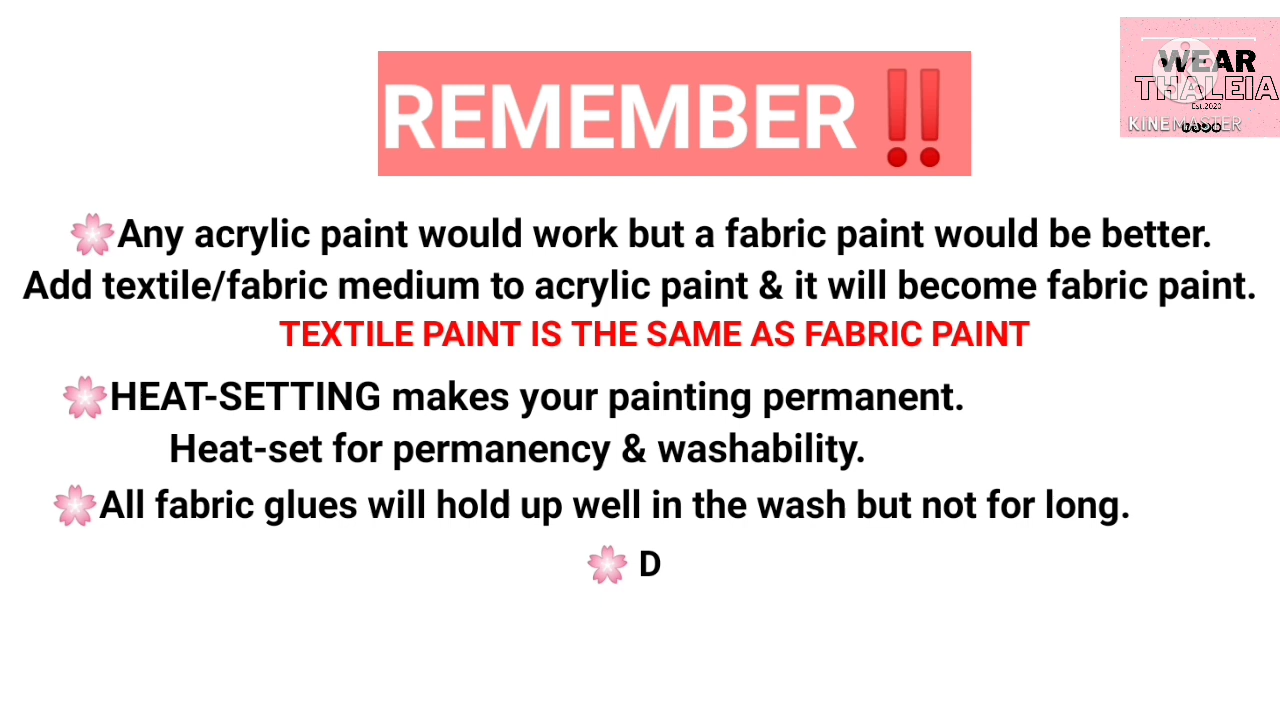 REMEMBER‼️
WEAR
THALEIA
Est.2020
KINEMASTER
🌸Any acrylic paint would work but a fabric paint would be better.
Add textile/fabric medium to acrylic paint & it will become fabric paint.
TEXTILE PAINT IS THE SAME AS FABRIC PAINT
🌸HEAT-SETTING makes your painting permanent.
Heat-set for permanency & washability.
🌸All fabric glues will hold up well in the wash but not for long.
🌸 D